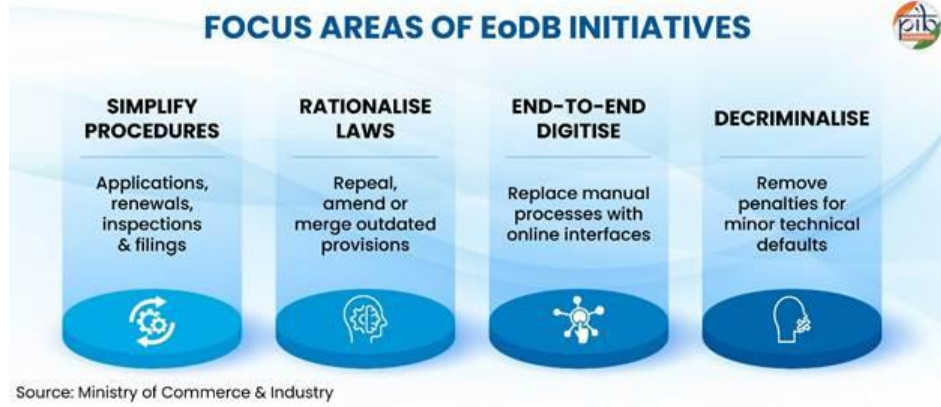 FOCUS AREAS OF EoDB INITIATIVES
pib
SIMPLIFY
PROCEDURES
Applications,
renewals,
inspections
& filings
RATIONALISE
LAWS
Repeal,
amend or
merge outdated
provisions
END-TO-END
DIGITISE
Replace manual
processes with
online interfaces
DECRIMINALISE
Remove
penalties for
minor technical
defaults
Source: Ministry of Commerce & Industry